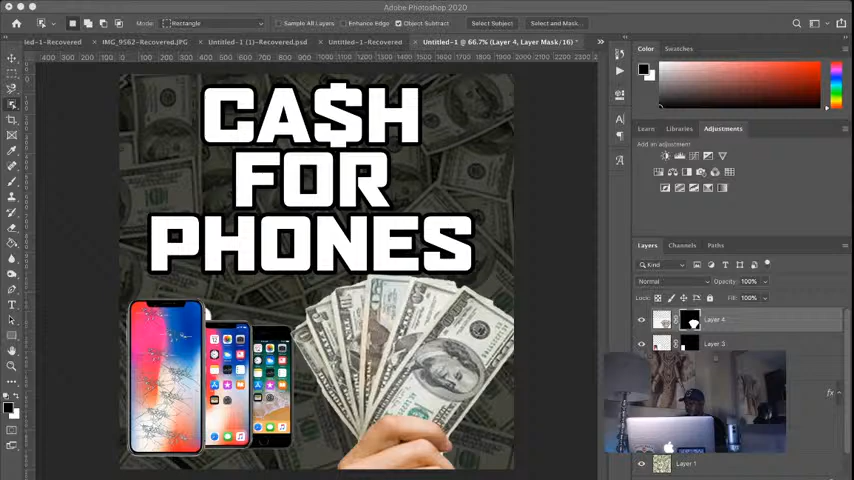 Adobe Photoshop 2020
Mode: Rectangle Sample All Layers Enhance Edge Object Subtract Select Subject Select and Mask...
led-1-Recovered IMG_9562-Recovered.JPG Untitled-1 (1)-Recovered.psd Untitled-1-Recovered Untitled-1 @ 66.7% (Layer 4, Layer Mask/16) *
CA$H
FOR
PHONES
Color Swatches
Learn Libraries Adjustments
Add an adjustment
Layers Channels Paths
Kind
Normal Opacity: 100%
Lock: Fill: 100%
Layer 4
Layer 3
fx
Layer 1